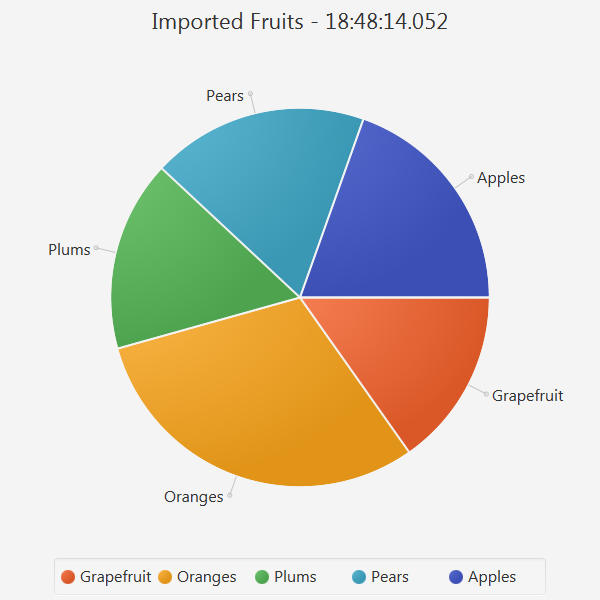 Imported Fruits - 18:48:14.052
Pears
Apples
Plums
Grapefruit
Oranges
Grapefruit Oranges Plums Pears Apples